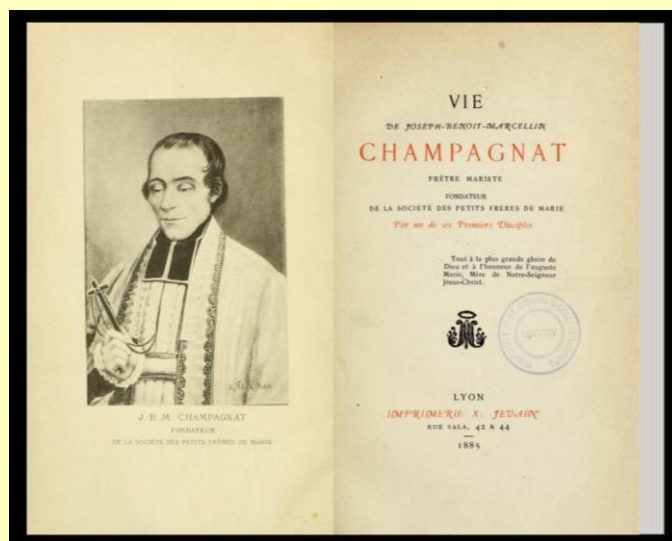 J. B. M. CHAMPAGNAT
FONDATEUR
DE LA SOCIÉTÉ DES PETITS-FRÈRES DE MARIE
VIE
DE JOSEPH-BENOIT-MARCELLIN
CHAMPAGNAT
PRÊTRE MARISTE
FONDATEUR
DE LA SOCIÉTÉ DES PETITS FRÈRES DE MARIE
Par un de ses Premiers Disciples
Tout à la plus grande gloire de
Dieu et à l'honneur de l'auguste
Marie, Mère de Notre-Seigneur
Jésus-Christ.
LYON
IMPRIMERIE X. JEVAIN
RUE SALA, 42 & 44
1885